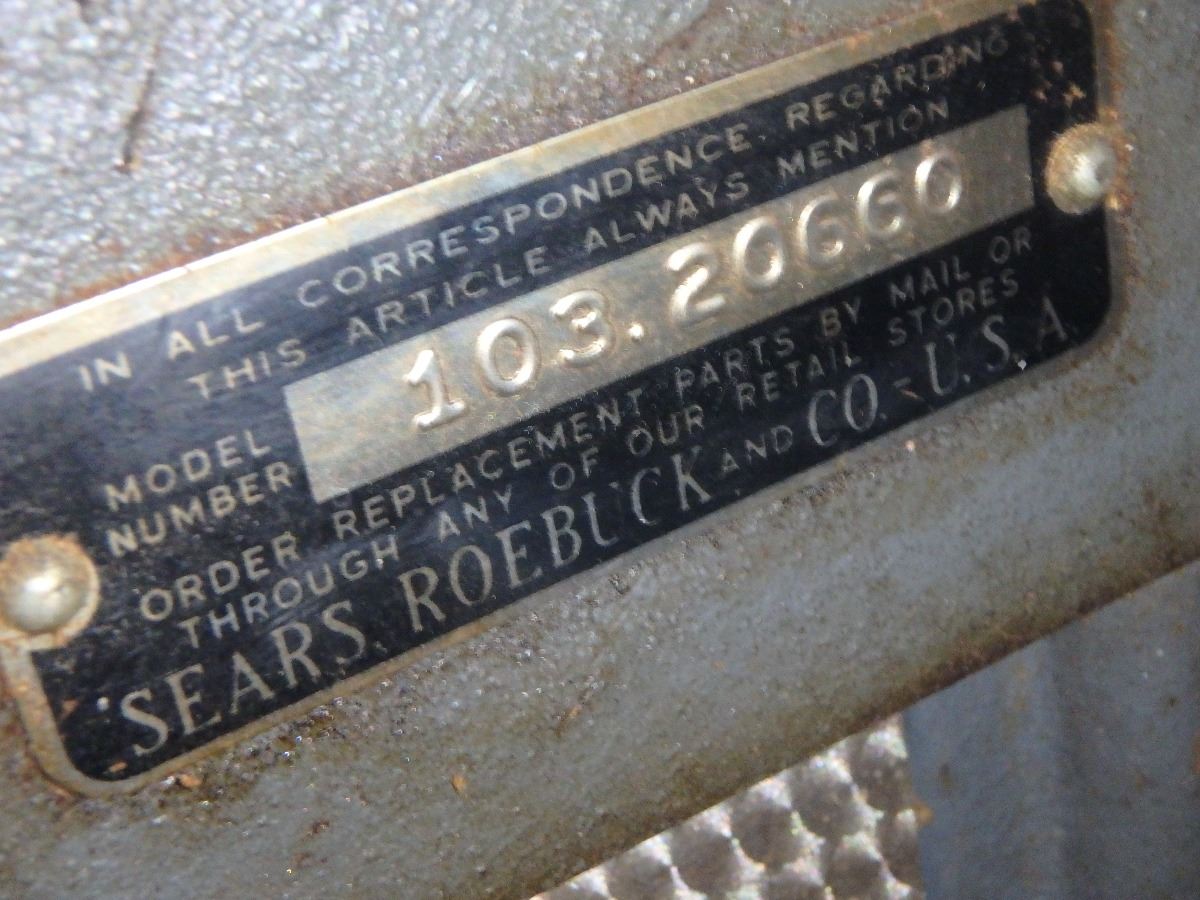 IN ALL CORRESPONDENCE REGARDING
THIS ARTICLE ALWAYS MENTION
MODEL
NUMBER
103.20660
ORDER REPLACEMENT PARTS BY MAIL OR
THROUGH ANY OF OUR RETAIL STORES
SEARS, ROEBUCK AND CO. - U.S.A.